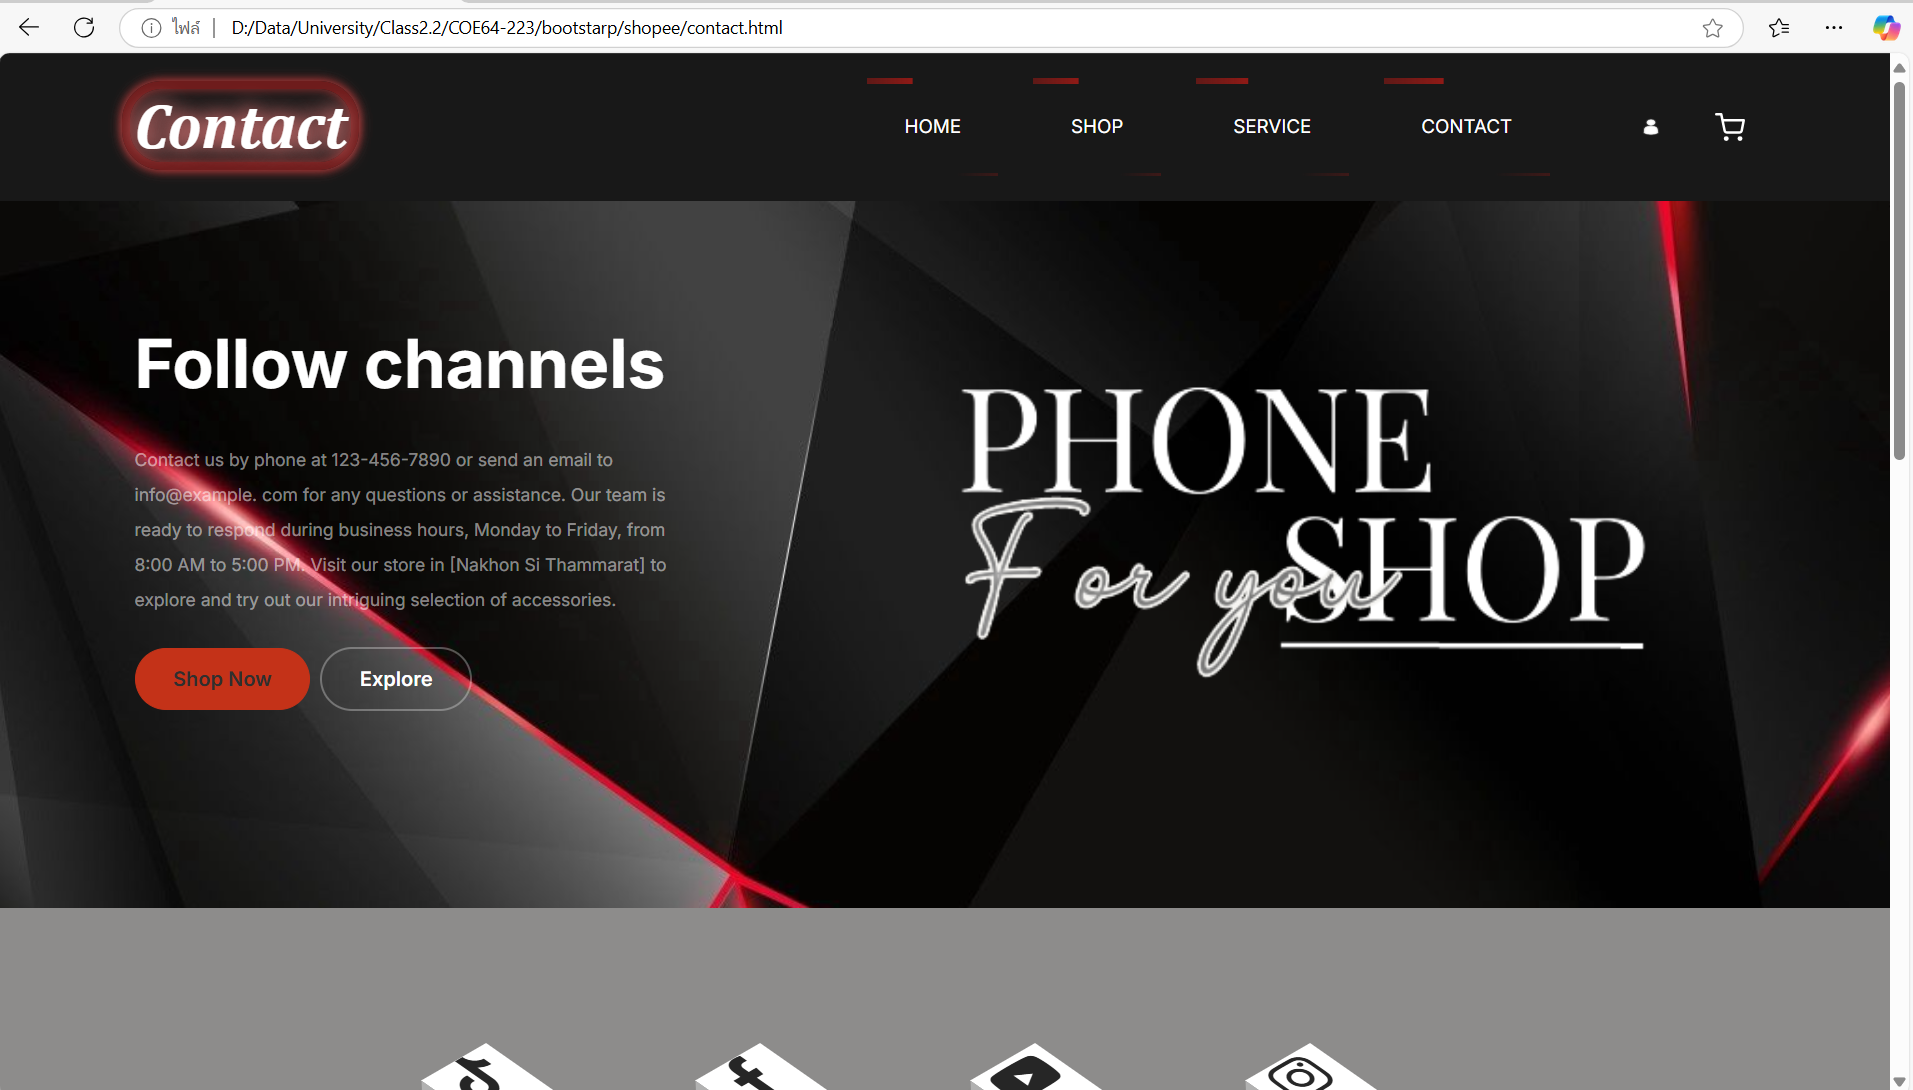 ไฟล์ D:/Data/University/Class2.2/COE64-223/bootstarp/shopee/contact.html
Contact
HOME SHOP SERVICE CONTACT
Follow channels
Contact us by phone at 123-456-7890 or send an email to
info@example. com for any questions or assistance. Our team is
ready to respond during business hours, Monday to Friday, from
8:00 AM to 5:00 PM. Visit our store in [Nakhon Si Thammarat] to
explore and try out our intriguing selection of accessories.
Shop Now Explore
PHONE
For you SHOP